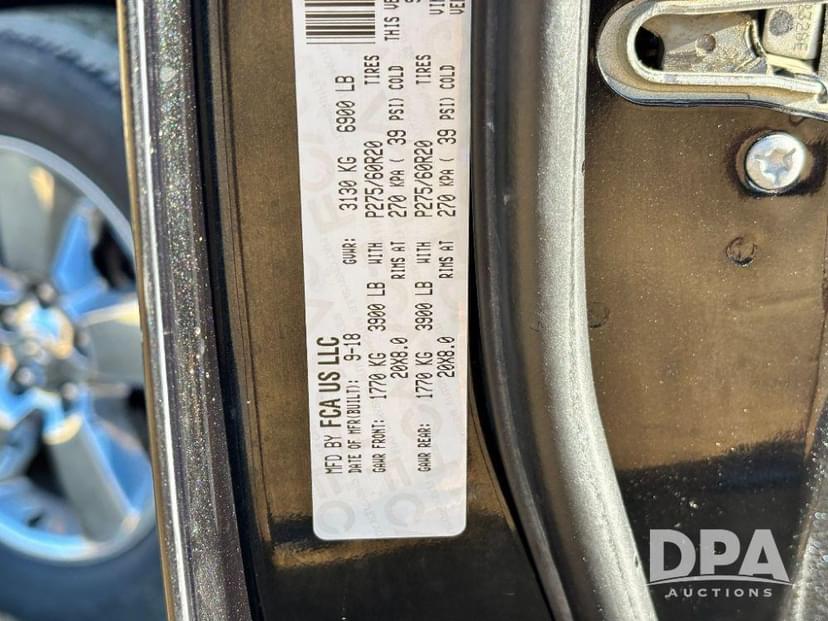 MFD BY FCA US LLC
DATE OF MFR(BUILT): 9-18 GVWR: 3130 KG 6900 LB
GAWR FRONT: 1770 KG 3900 LB WITH P275/60R20 TIRES
20X8.0 RIMS AT 270 KPA ( 39 PSI) COLD
THIS
GAWR REAR: 1770 KG 3900 LB WITH P275/60R20 TIRES
20X8.0 RIMS AT 270 KPA ( 39 PSI) COLD
DPA
AUCTIONS